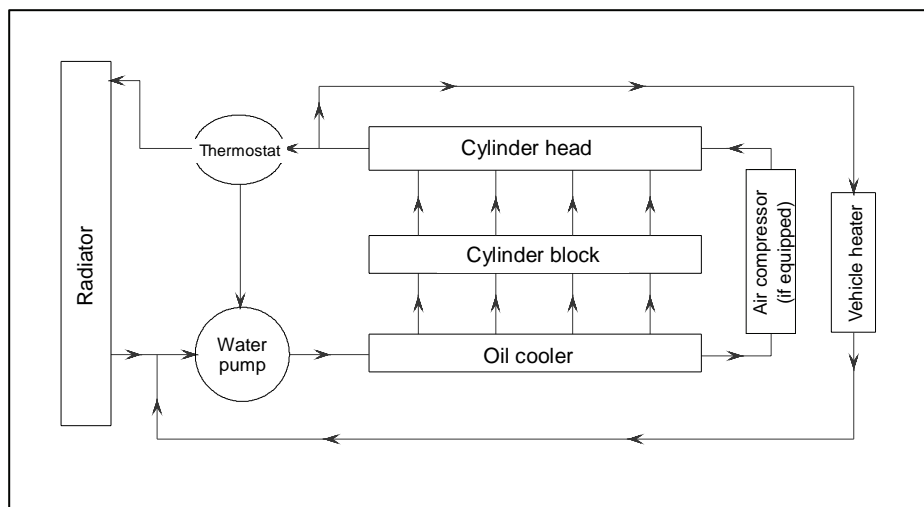 Radiator
Thermostat
Cylinder head
Cylinder block
Water
pump
Oil cooler
Air compressor
(if equipped)
Vehicle heater